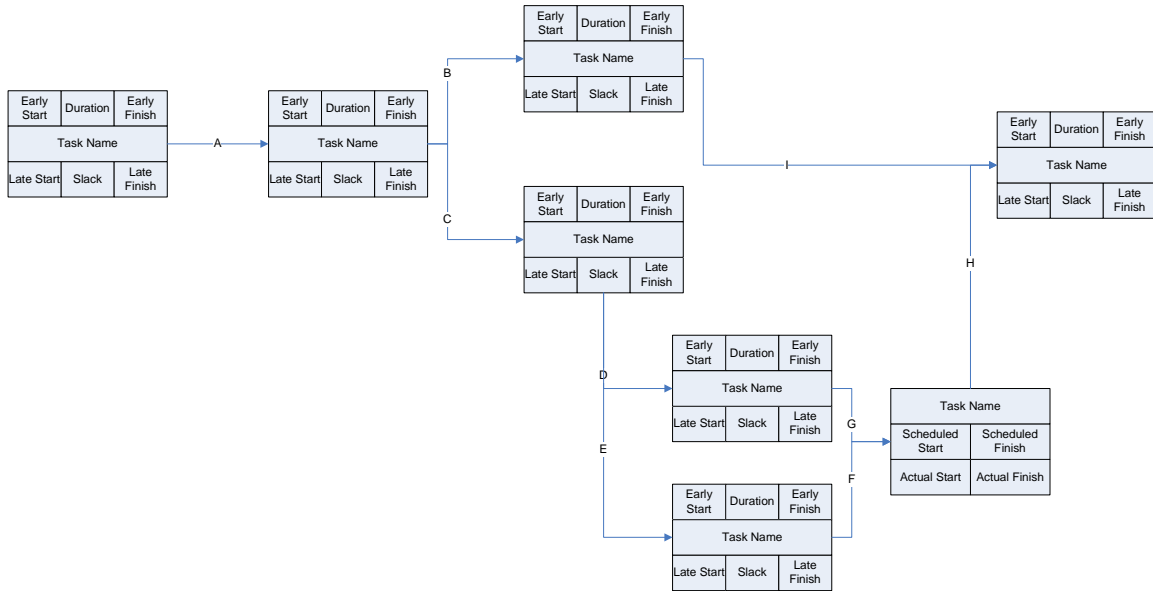 Early Start
Duration
Early Finish
Task Name
Late Start
Slack
Late Finish
A
Early Start
Duration
Early Finish
Task Name
Late Start
Slack
Late Finish
B
C
Early Start
Duration
Early Finish
Task Name
Late Start
Slack
Late Finish
Early Start
Duration
Early Finish
Task Name
Late Start
Slack
Late Finish
I
D
E
Early Start
Duration
Early Finish
Task Name
Late Start
Slack
Late Finish
Early Start
Duration
Early Finish
Task Name
Late Start
Slack
Late Finish
G
F
Task Name
Scheduled Start
Scheduled Finish
Actual Start
Actual Finish
H
Early Start
Duration
Early Finish
Task Name
Late Start
Slack
Late Finish